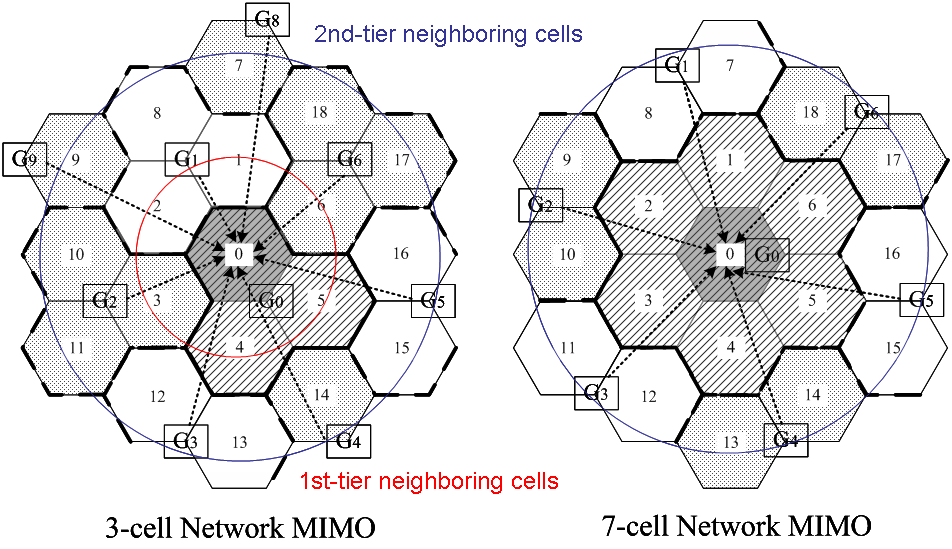 G8
2nd-tier neighboring cells
7
8
18
G9
9
G1
1
G6
17
2
6
10
0
16
G2
3
G0
5
G5
11
4
15
12
14
G3
13
G4
1st-tier neighboring cells
3-cell Network MIMO
G1
7
8
18
G6
9
1
17
G2
2
6
10
0
G0
16
3
5
G5
11
4
15
G3
12
14
13
G4
7-cell Network MIMO